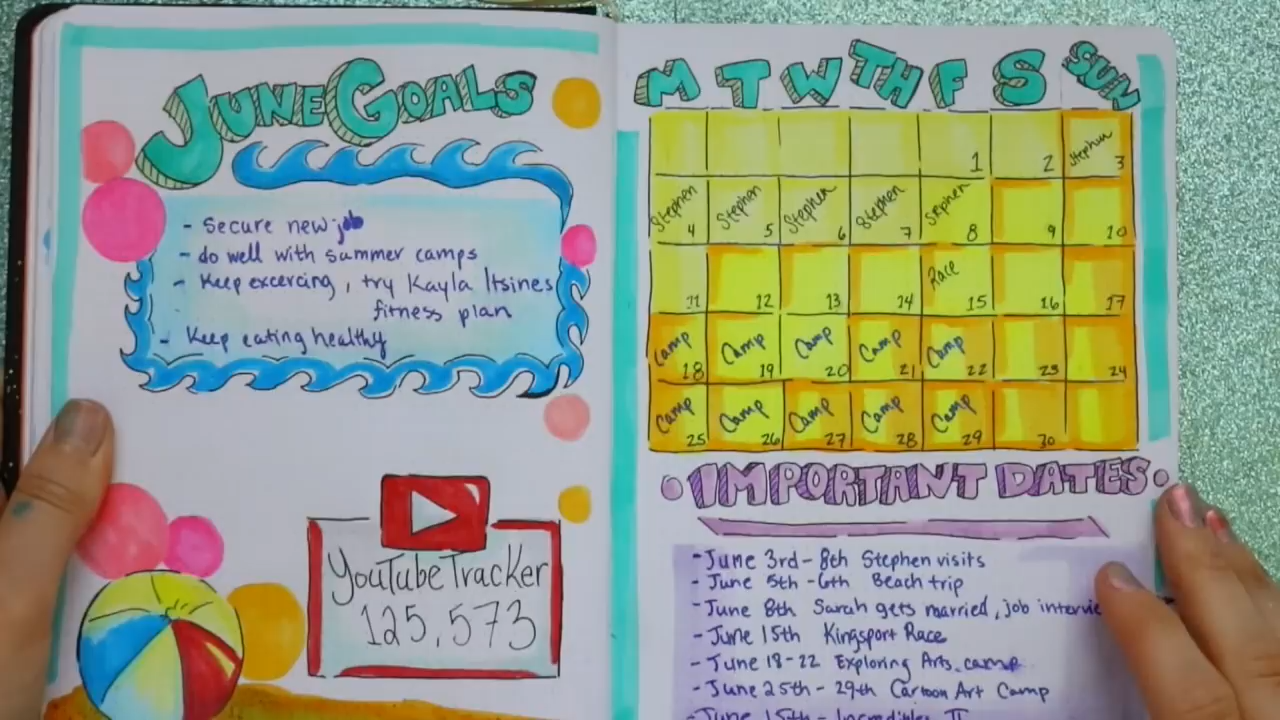 JUNE GOALS
- Secure new job
- do well with summer camps
- Keep excercing, try Kayla Itsines
fitness plan
- Keep eating healthy
YouTube Tracker
125,573
M T W TH F S SUN
1 2 Stephen 3
Stephen 4 Stephen 5 Stephen 6 Stephen 7 Stephen 8 9 10
11 12 13 14 Race 15 16 17
Camp 18 Camp 19 Camp 20 Camp 21 Camp 22 23 24
Camp 25 Camp 26 Camp 27 Camp 28 Camp 29 30
IMPORTANT DATES
- June 3rd - 8th Stephen visits
- June 5th - 6th Beach trip
- June 8th Sarah gets married, job intervie
- June 15th Kingsport Race
- June 18-22 Exploring Arts camp
- June 25th - 29th Cartoon Art Camp
- June 15th - Incredibles II